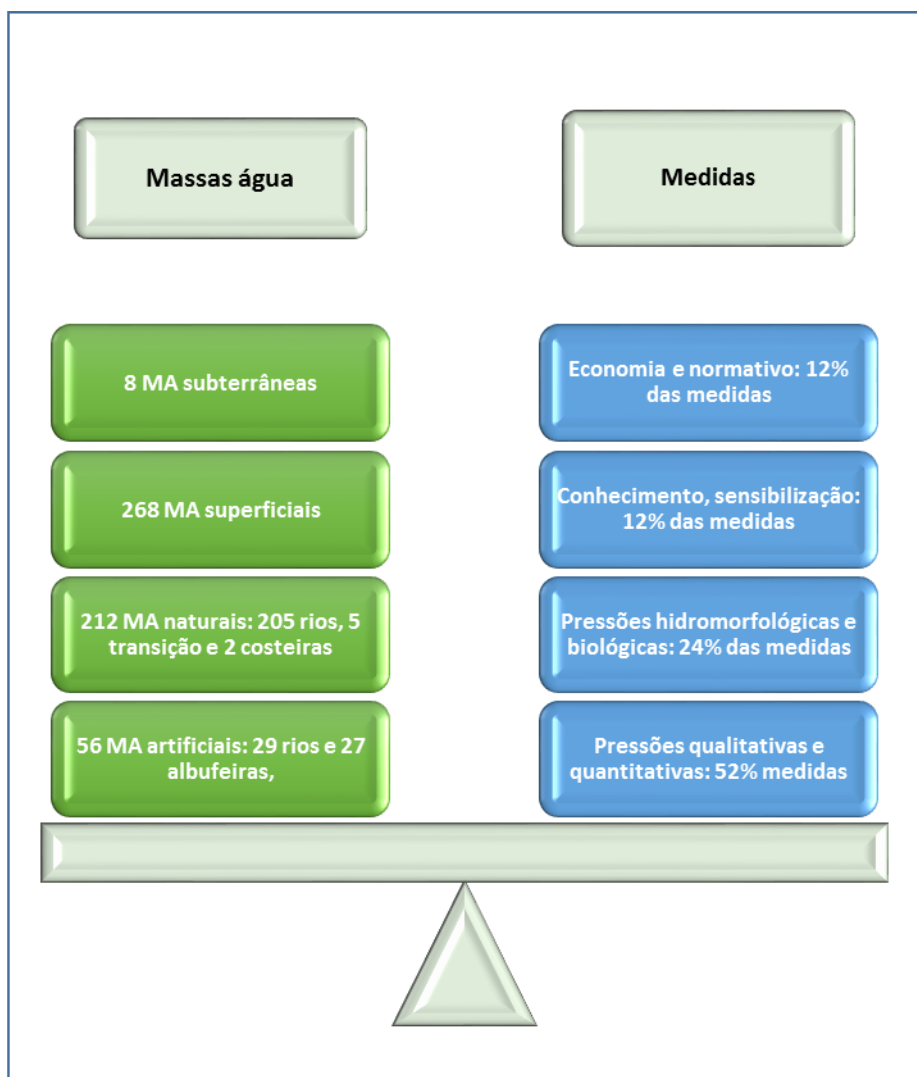 Massas água
Medidas
8 MA subterrâneas
268 MA superficiais
212 MA naturais: 205 rios, 5
transição e 2 costeiras
56 MA artificiais: 29 rios e 27
albufeiras,
Economia e normativo: 12%
das medidas
Conhecimento, sensibilização:
12% das medidas
Pressões hidromorfológicas e
biológicas: 24% das medidas
Pressões qualitativas e
quantitativas: 52% medidas